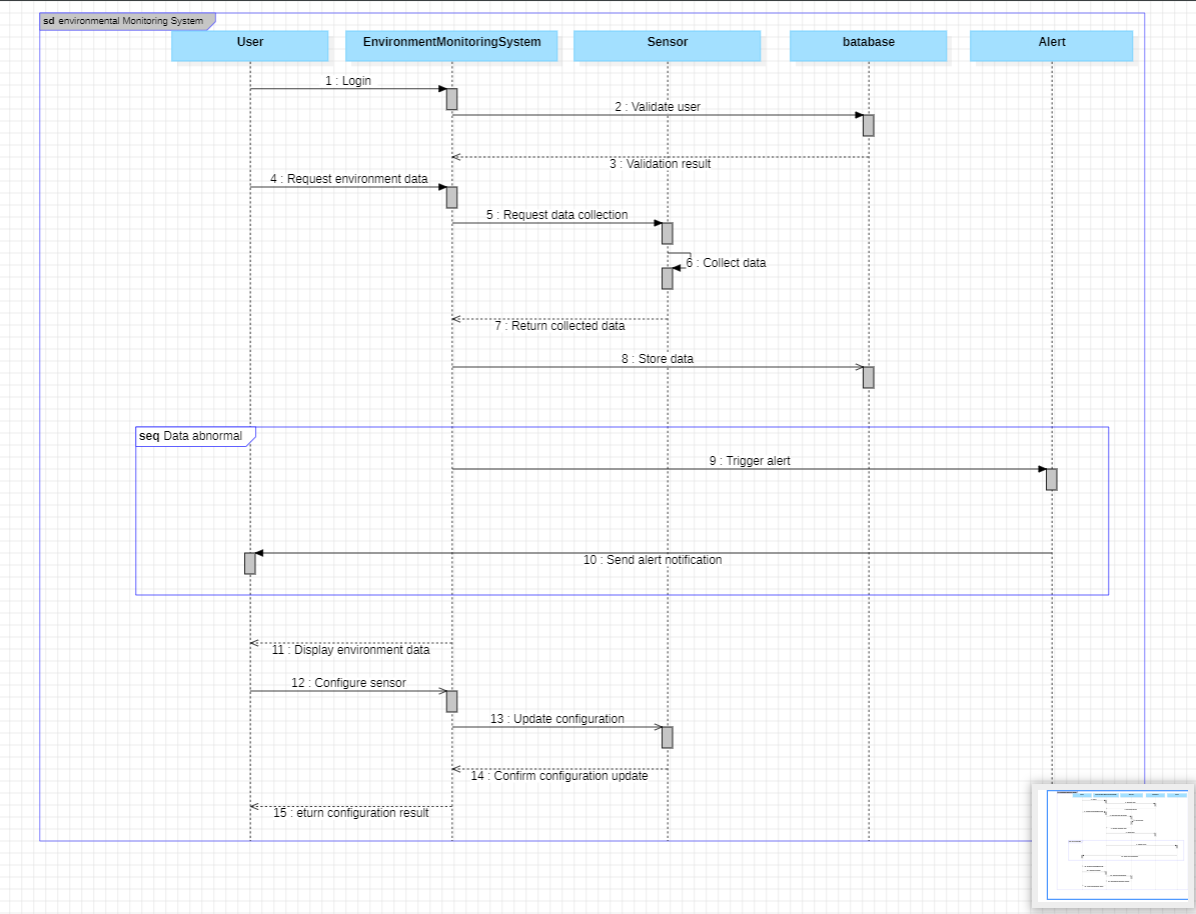 sd environmental Monitoring System
User
EnvironmentMonitoringSystem
Sensor
batabase
Alert
1 : Login
2 : Validate user
3 : Validation result
4 : Request environment data
5 : Request data collection
6 : Collect data
7 : Return collected data
8 : Store data
seq Data abnormal
9 : Trigger alert
10 : Send alert notification
11 : Display environment data
12 : Configure sensor
13 : Update configuration
14 : Confirm configuration update
15 : eturn configuration result